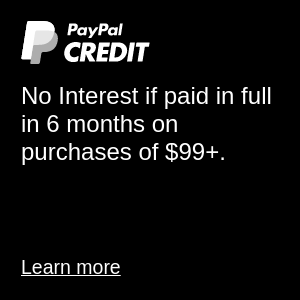 PayPal
CREDIT
No Interest if paid in full
in 6 months on
purchases of $99+.
Learn more